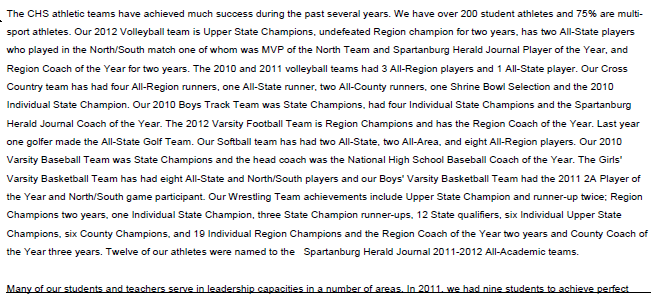 The CHS athletic teams have achieved much success during the past several years. We have over 200 student athletes and 75% are multi-
sport athletes. Our 2012 Volleyball team is Upper State Champions, undefeated Region champion for two years, has two All-State players
who played in the North/South match one of whom was MVP of the North Team and Spartanburg Herald Journal Player of the Year, and
Region Coach of the Year for two years. The 2010 and 2011 volleyball teams had 3 All-Region players and 1 All-State player. Our Cross
Country team has had four All-Region runners, one All-State runner, two All-County runners, one Shrine Bowl Selection and the 2010
Individual State Champion. Our 2010 Boys Track Team was State Champions, had four Individual State Champions and the Spartanburg
Herald Journal Coach of the Year. The 2012 Varsity Football Team is Region Champions and has the Region Coach of the Year. Last year
one golfer made the All-State Golf Team. Our Softball team has had two All-State, two All-Area, and eight All-Region players. Our 2010
Varsity Baseball Team was State Champions and the head coach was the National High School Baseball Coach of the Year. The Girls'
Varsity Basketball Team has had eight All-State and North/South players and our Boys' Varsity Basketball Team had the 2011 2A Player of
the Year and North/South game participant. Our Wrestling Team achievements include Upper State Champion and runner-up twice; Region
Champions two years, one Individual State Champion, three State Champion runner-ups, 12 State qualifiers, six Individual Upper State
Champions, six County Champions, and 19 Individual Region Champions and the Region Coach of the Year two years and County Coach of
the Year three years. Twelve of our athletes were named to the Spartanburg Herald Journal 2011-2012 All-Academic teams.
Many of our students and teachers serve in leadership capacities in a number of areas. In 2011, we had nine students to achieve perfect